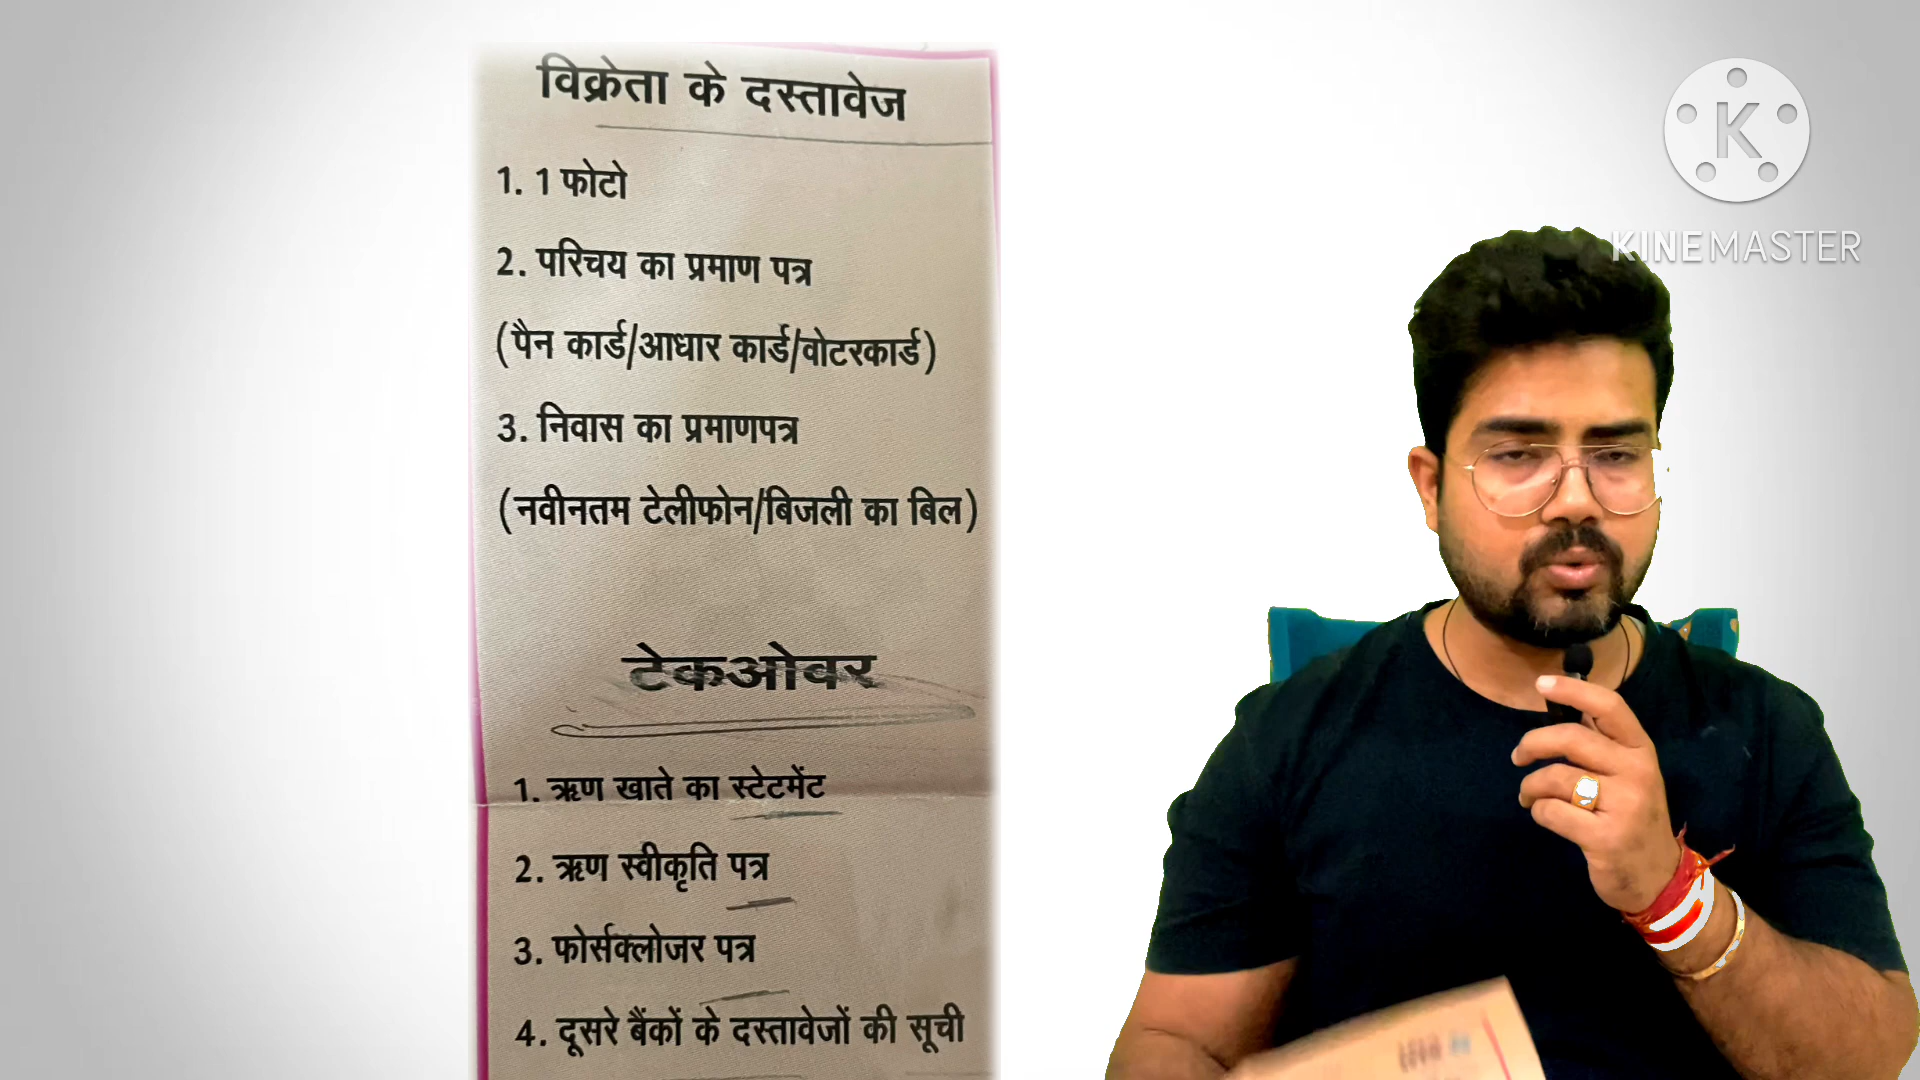 विक्रेता के दस्तावेज
1. 1 फोटो
2. परिचय का प्रमाण पत्र
(पैन कार्ड/आधार कार्ड/वोटरकार्ड)
3. निवास का प्रमाणपत्र
(नवीनतम टेलीफोन/बिजली का बिल)
टेकओवर
1. ऋण खाते का स्टेटमेंट
2. ऋण स्वीकृति पत्र
3. फोर्सक्लोजर पत्र
4. दूसरे बैंकों के दस्तावेजों की सूची
K
KINEMASTER